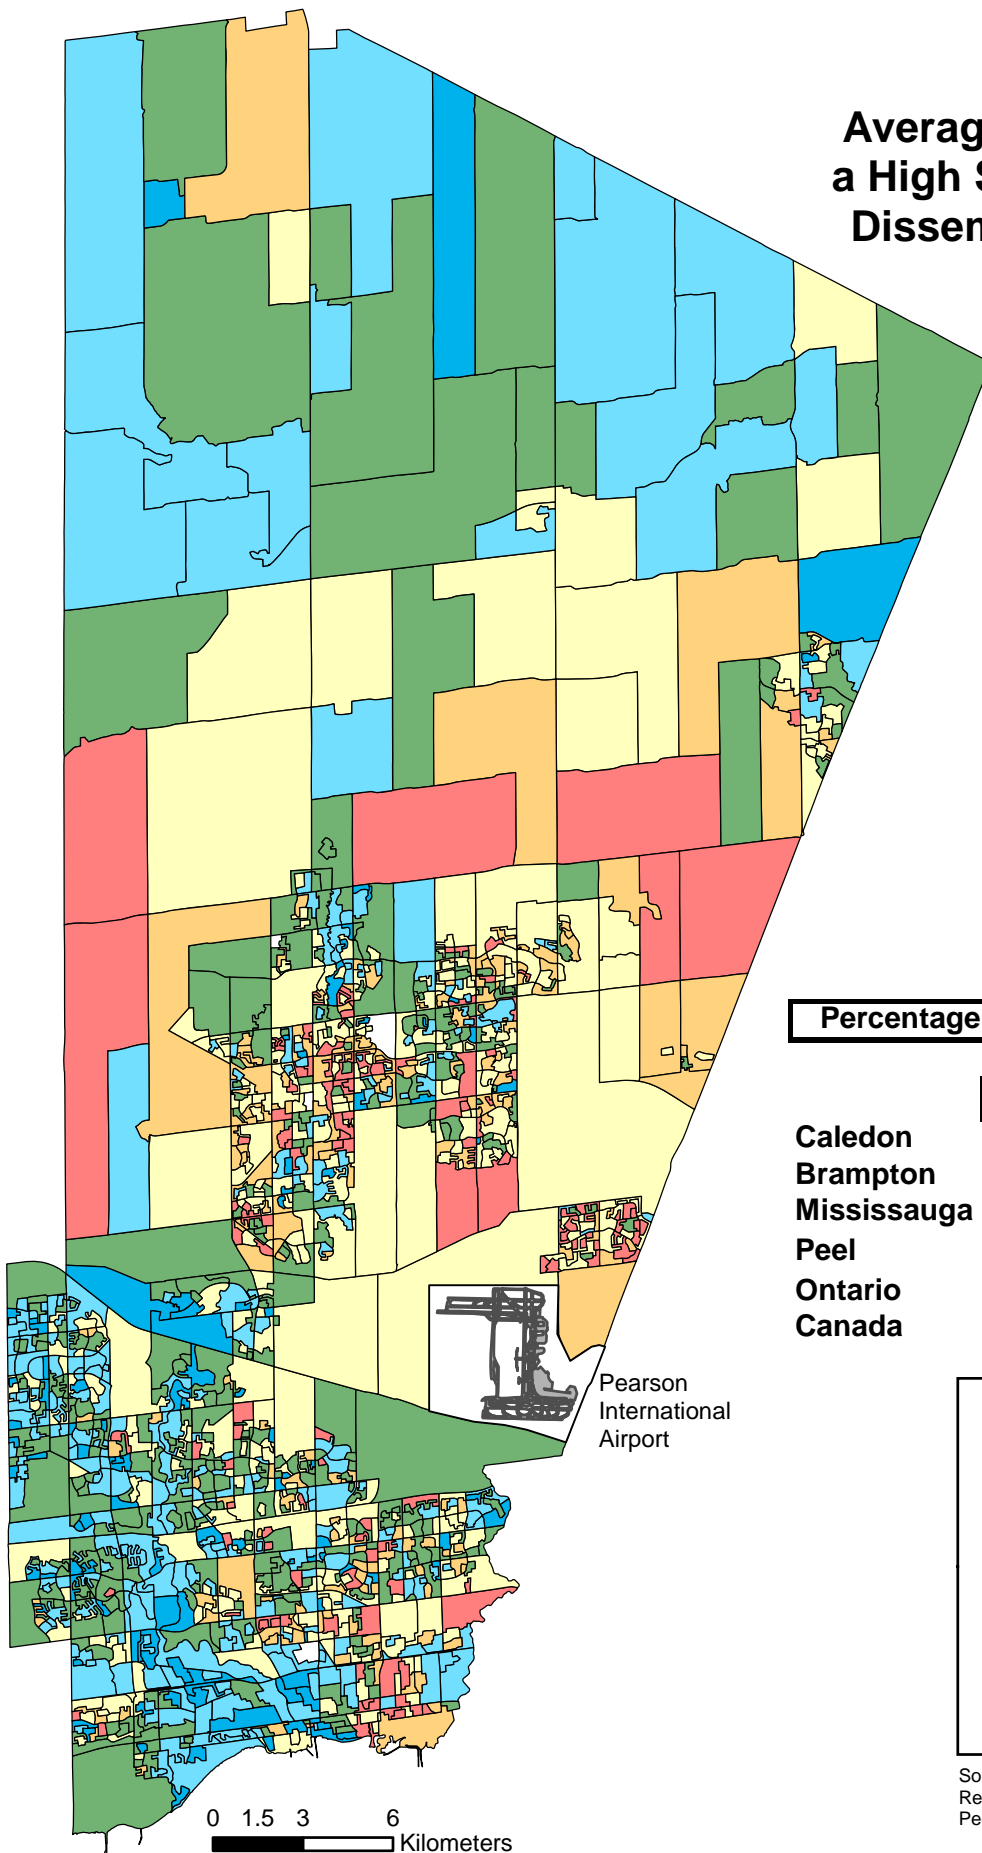 Averag
a High S
Dissen
Percentage
Caledon
Brampton
Mississauga
Peel
Ontario
Canada
Pearson
International
Airport
So
Re
Pe
0 1.5 3 6
Kilometers